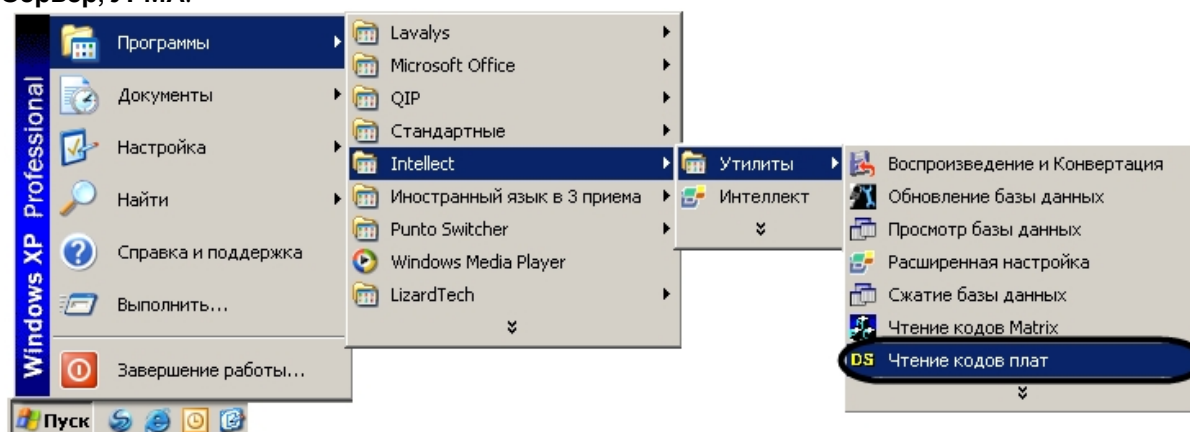 Сервер, УРМА.
Windows XP Professional
Программы
Документы
Настройка
Найти
Справка и поддержка
Выполнить...
Завершение работы...
Пуск
Lavalys
Microsoft Office
QIP
Стандартные
Intellect
Иностранный язык в 3 приема
Punto Switcher
Windows Media Player
LizardTech
Утилиты
Интеллект
Воспроизведение и Конвертация
Обновление базы данных
Просмотр базы данных
Расширенная настройка
Сжатие базы данных
Чтение кодов Matrix
DS Чтение кодов плат